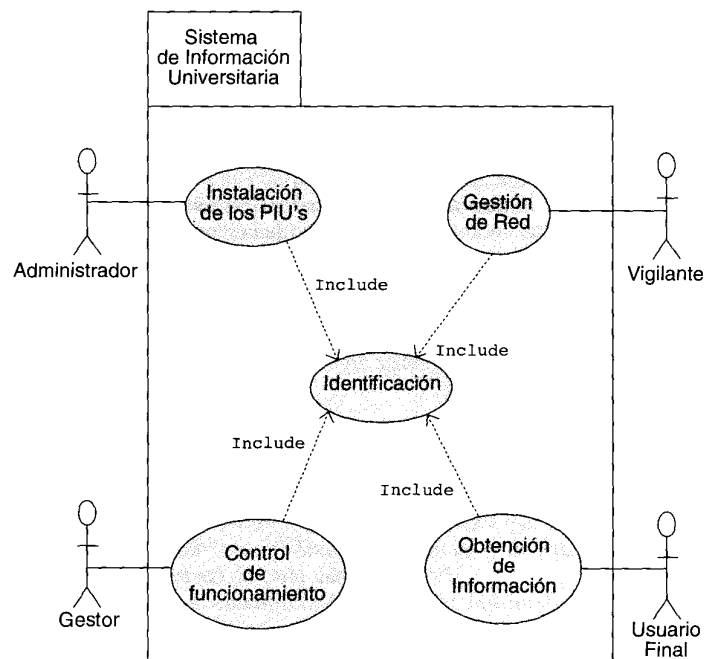 Sistema
de Información
Universitaria
Instalación
de los PIU's
Gestión
de Red
Administrador
Vigilante
Include
Include
Identificación
Include
Include
Control
de
funcionamiento
Obtención
de
Información
Gestor
Usuario
Final